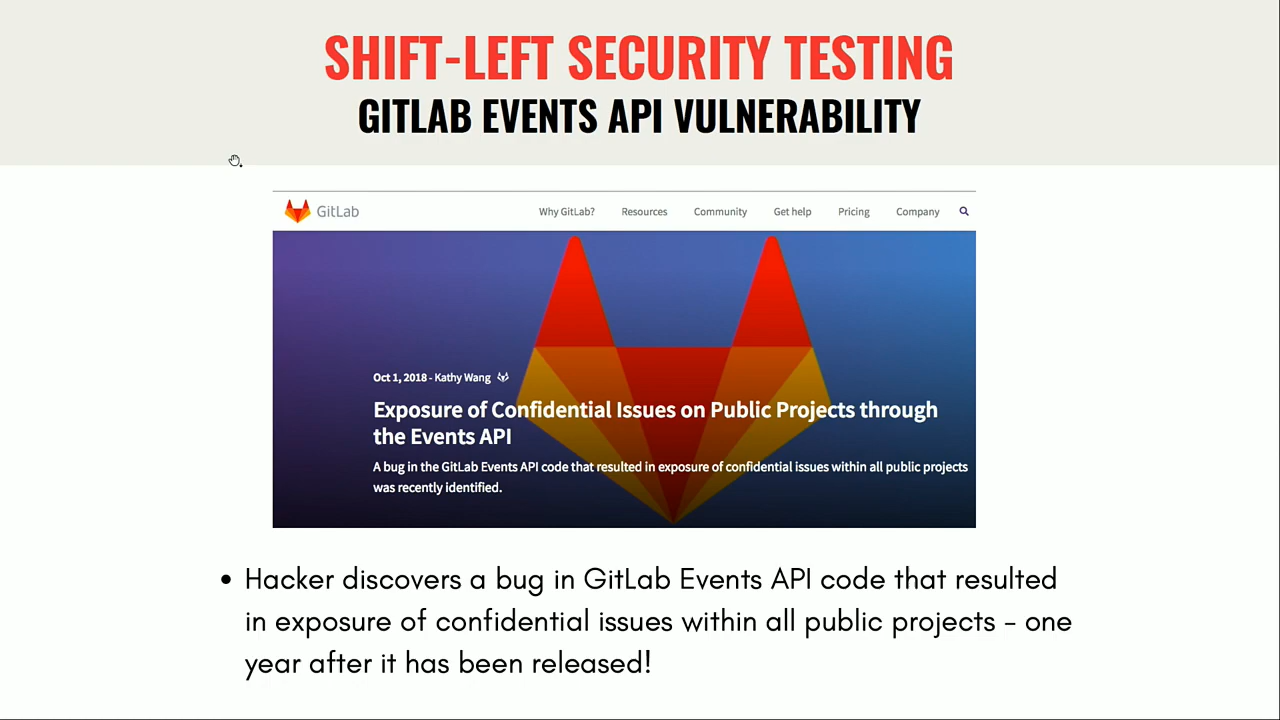 SHIFT-LEFT SECURITY TESTING
GITLAB EVENTS API VULNERABILITY
GitLab
Why GitLab? Resources Community Get help Pricing Company
Oct 1, 2018 - Kathy Wang
Exposure of Confidential Issues on Public Projects through
the Events API
A bug in the GitLab Events API code that resulted in exposure of confidential issues within all public projects
was recently identified.
• Hacker discovers a bug in GitLab Events API code that resulted
in exposure of confidential issues within all public projects - one
year after it has been released!